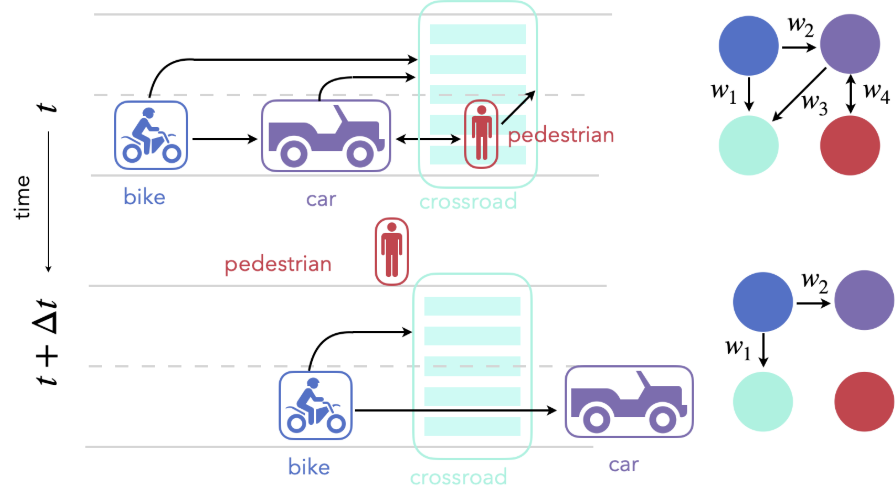 t
time
t + Δt
pedestrian
bike
car
crossroad
w₁
w₂
w₃
w₄
pedestrian
bike
crossroad
car
w₁
w₂